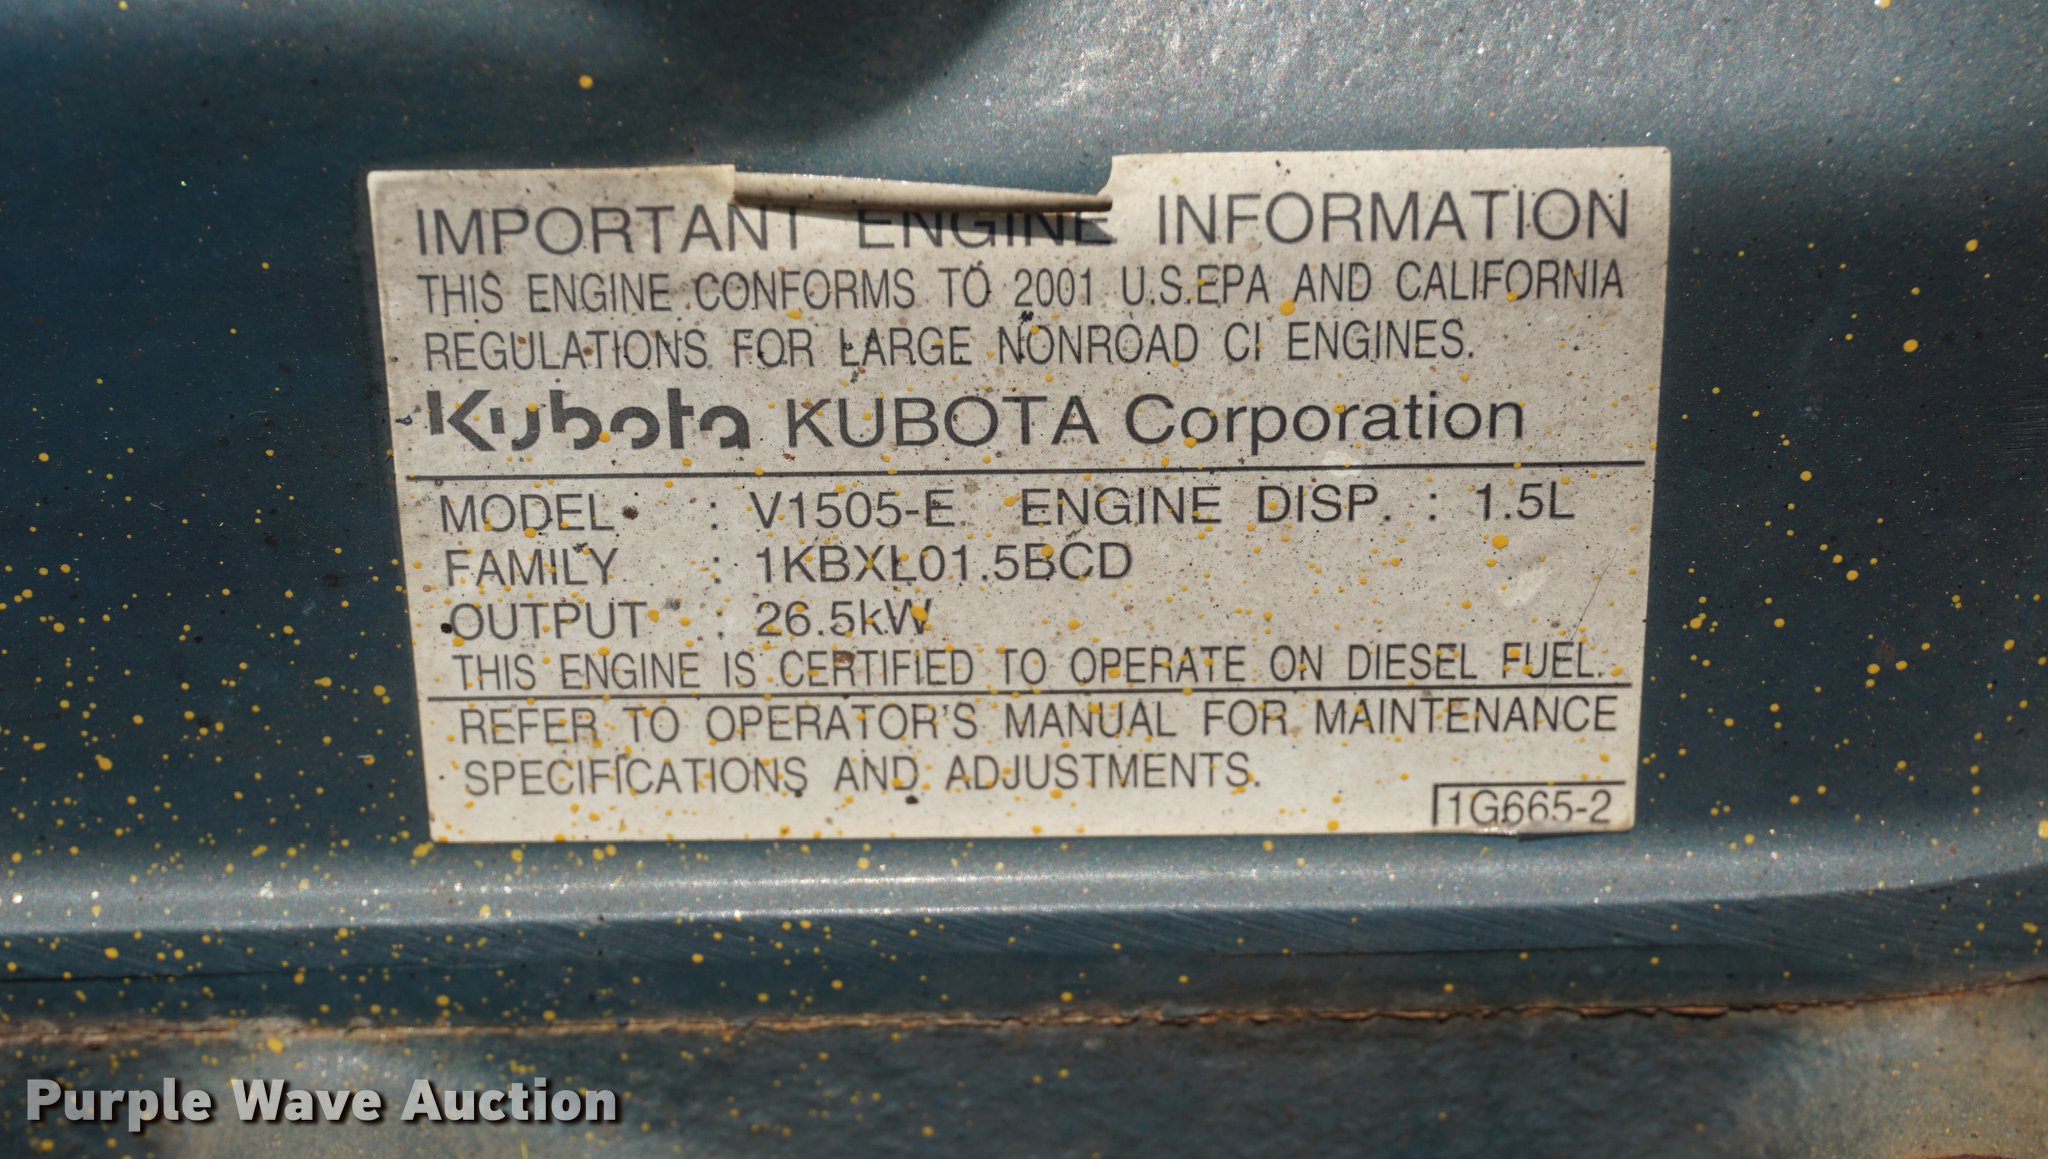 IMPORTANT ENGINE INFORMATION
THIS ENGINE CONFORMS TO 2001 U.S.EPA AND CALIFORNIA
REGULATIONS FOR LARGE NONROAD CI ENGINES.
Kubota KUBOTA Corporation
MODEL : V1505-E ENGINE DISP. : 1.5L
FAMILY : 1KBXL01.5BCD
OUTPUT : 26.5kW
THIS ENGINE IS CERTIFIED TO OPERATE ON DIESEL FUEL.
REFER TO OPERATOR'S MANUAL FOR MAINTENANCE
SPECIFICATIONS AND ADJUSTMENTS.
1G665-2
Purple Wave Auction